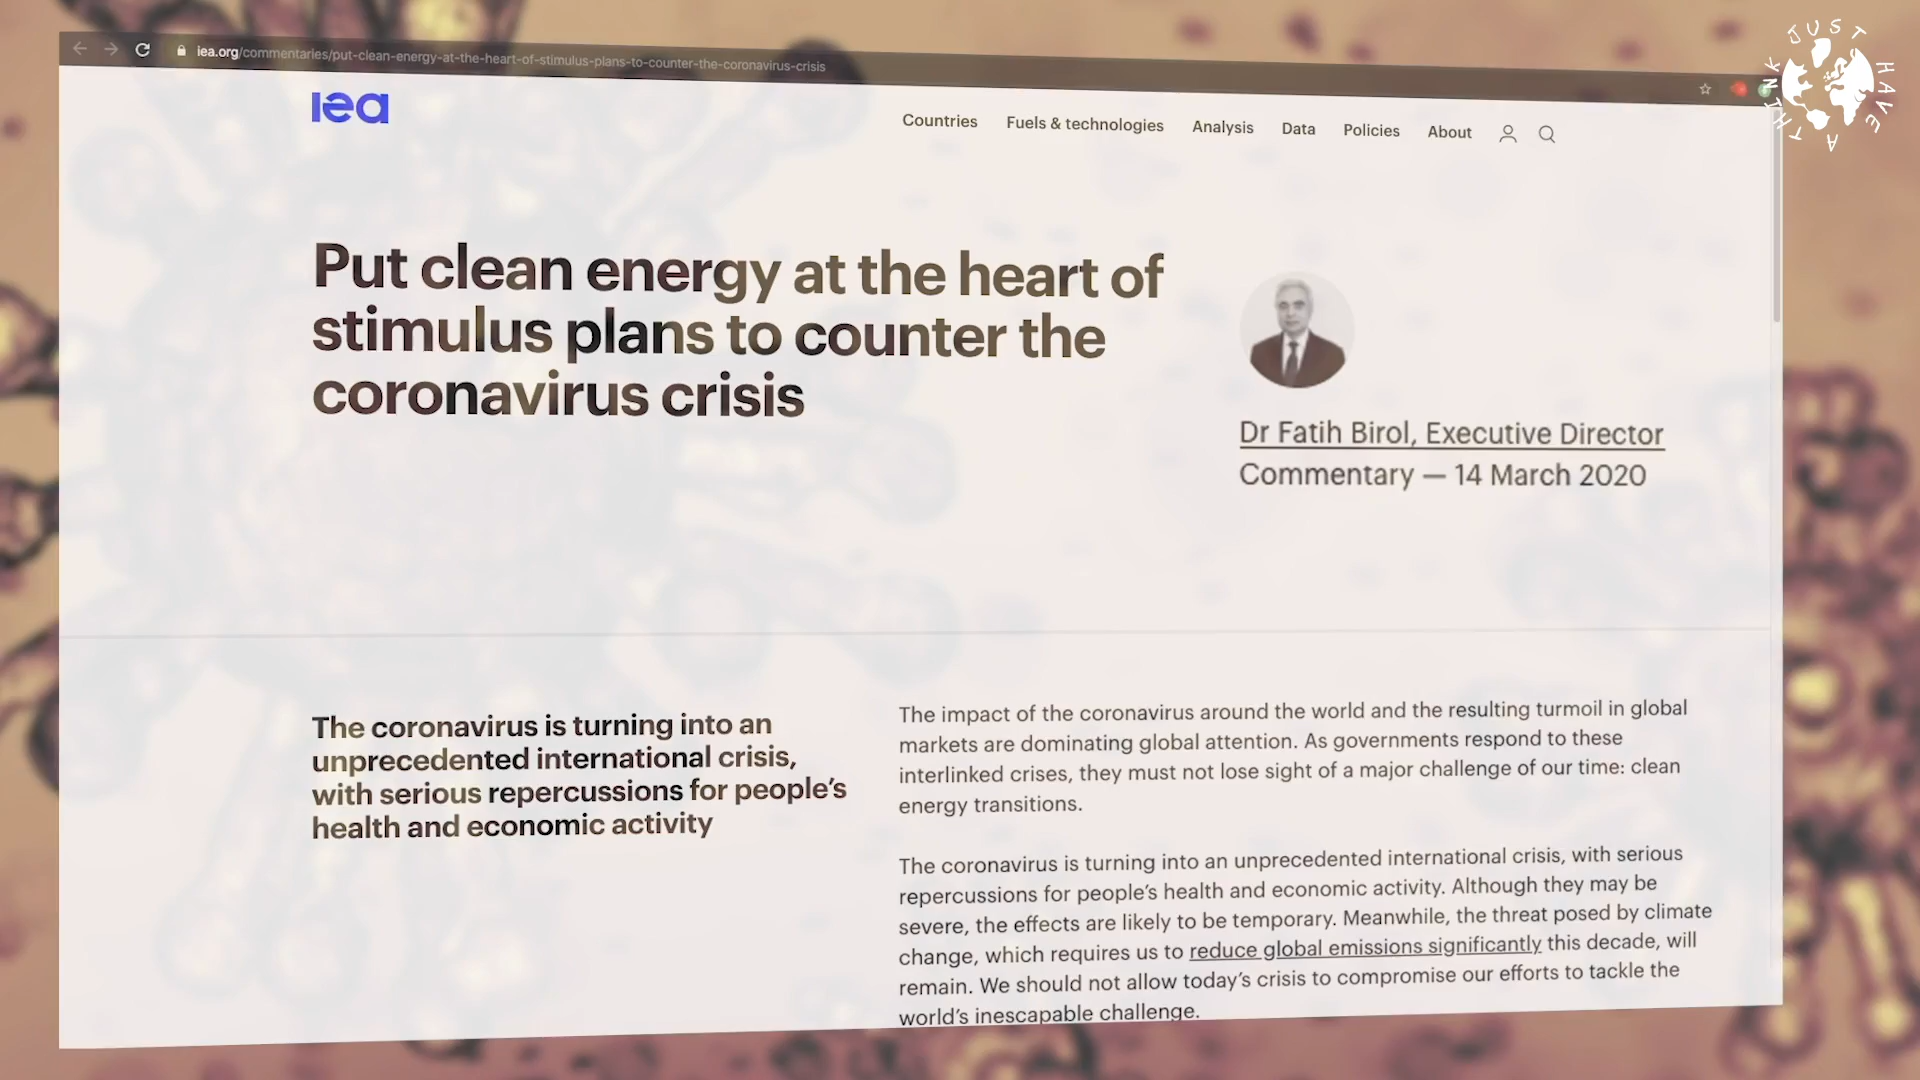 iea.org/commentaries/put-clean-energy-at-the-heart-of-stimulus-plans-to-counter-the-coronavirus-crisis
JUST HAVE A THINK
iea
Countries Fuels & technologies Analysis Data Policies About
Put clean energy at the heart of
stimulus plans to counter the
coronavirus crisis
Dr Fatih Birol, Executive Director
Commentary — 14 March 2020
The coronavirus is turning into an
unprecedented international crisis,
with serious repercussions for people’s
health and economic activity
The impact of the coronavirus around the world and the resulting turmoil in global
markets are dominating global attention. As governments respond to these
interlinked crises, they must not lose sight of a major challenge of our time: clean
energy transitions.
The coronavirus is turning into an unprecedented international crisis, with serious
repercussions for people’s health and economic activity. Although they may be
severe, the effects are likely to be temporary. Meanwhile, the threat posed by climate
change, which requires us to reduce global emissions significantly this decade, will
remain. We should not allow today’s crisis to compromise our efforts to tackle the
world’s inescapable challenge.